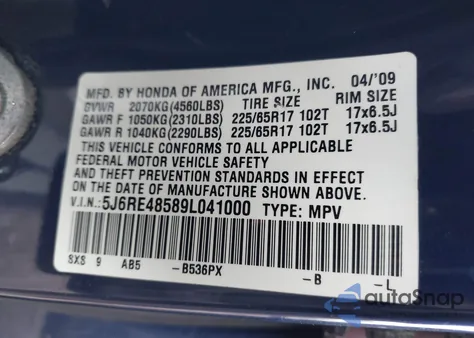 MFD. BY HONDA OF AMERICA MFG., INC. 04/'09
GVWR 2070KG(4560LBS) TIRE SIZE RIM SIZE
GAWR F 1050KG(2310LBS) 225/65R17 102T 17x6.5J
GAWR R 1040KG(2290LBS) 225/65R17 102T 17x6.5J
THIS VEHICLE CONFORMS TO ALL APPLICABLE
FEDERAL MOTOR VEHICLE SAFETY
AND THEFT PREVENTION STANDARDS IN EFFECT
ON THE DATE OF MANUFACTURE SHOWN ABOVE.
V.I.N.:5J6RE48589L041000 TYPE: MPV
SXS 9 AB5 -B536PX -B -L
autoSnap